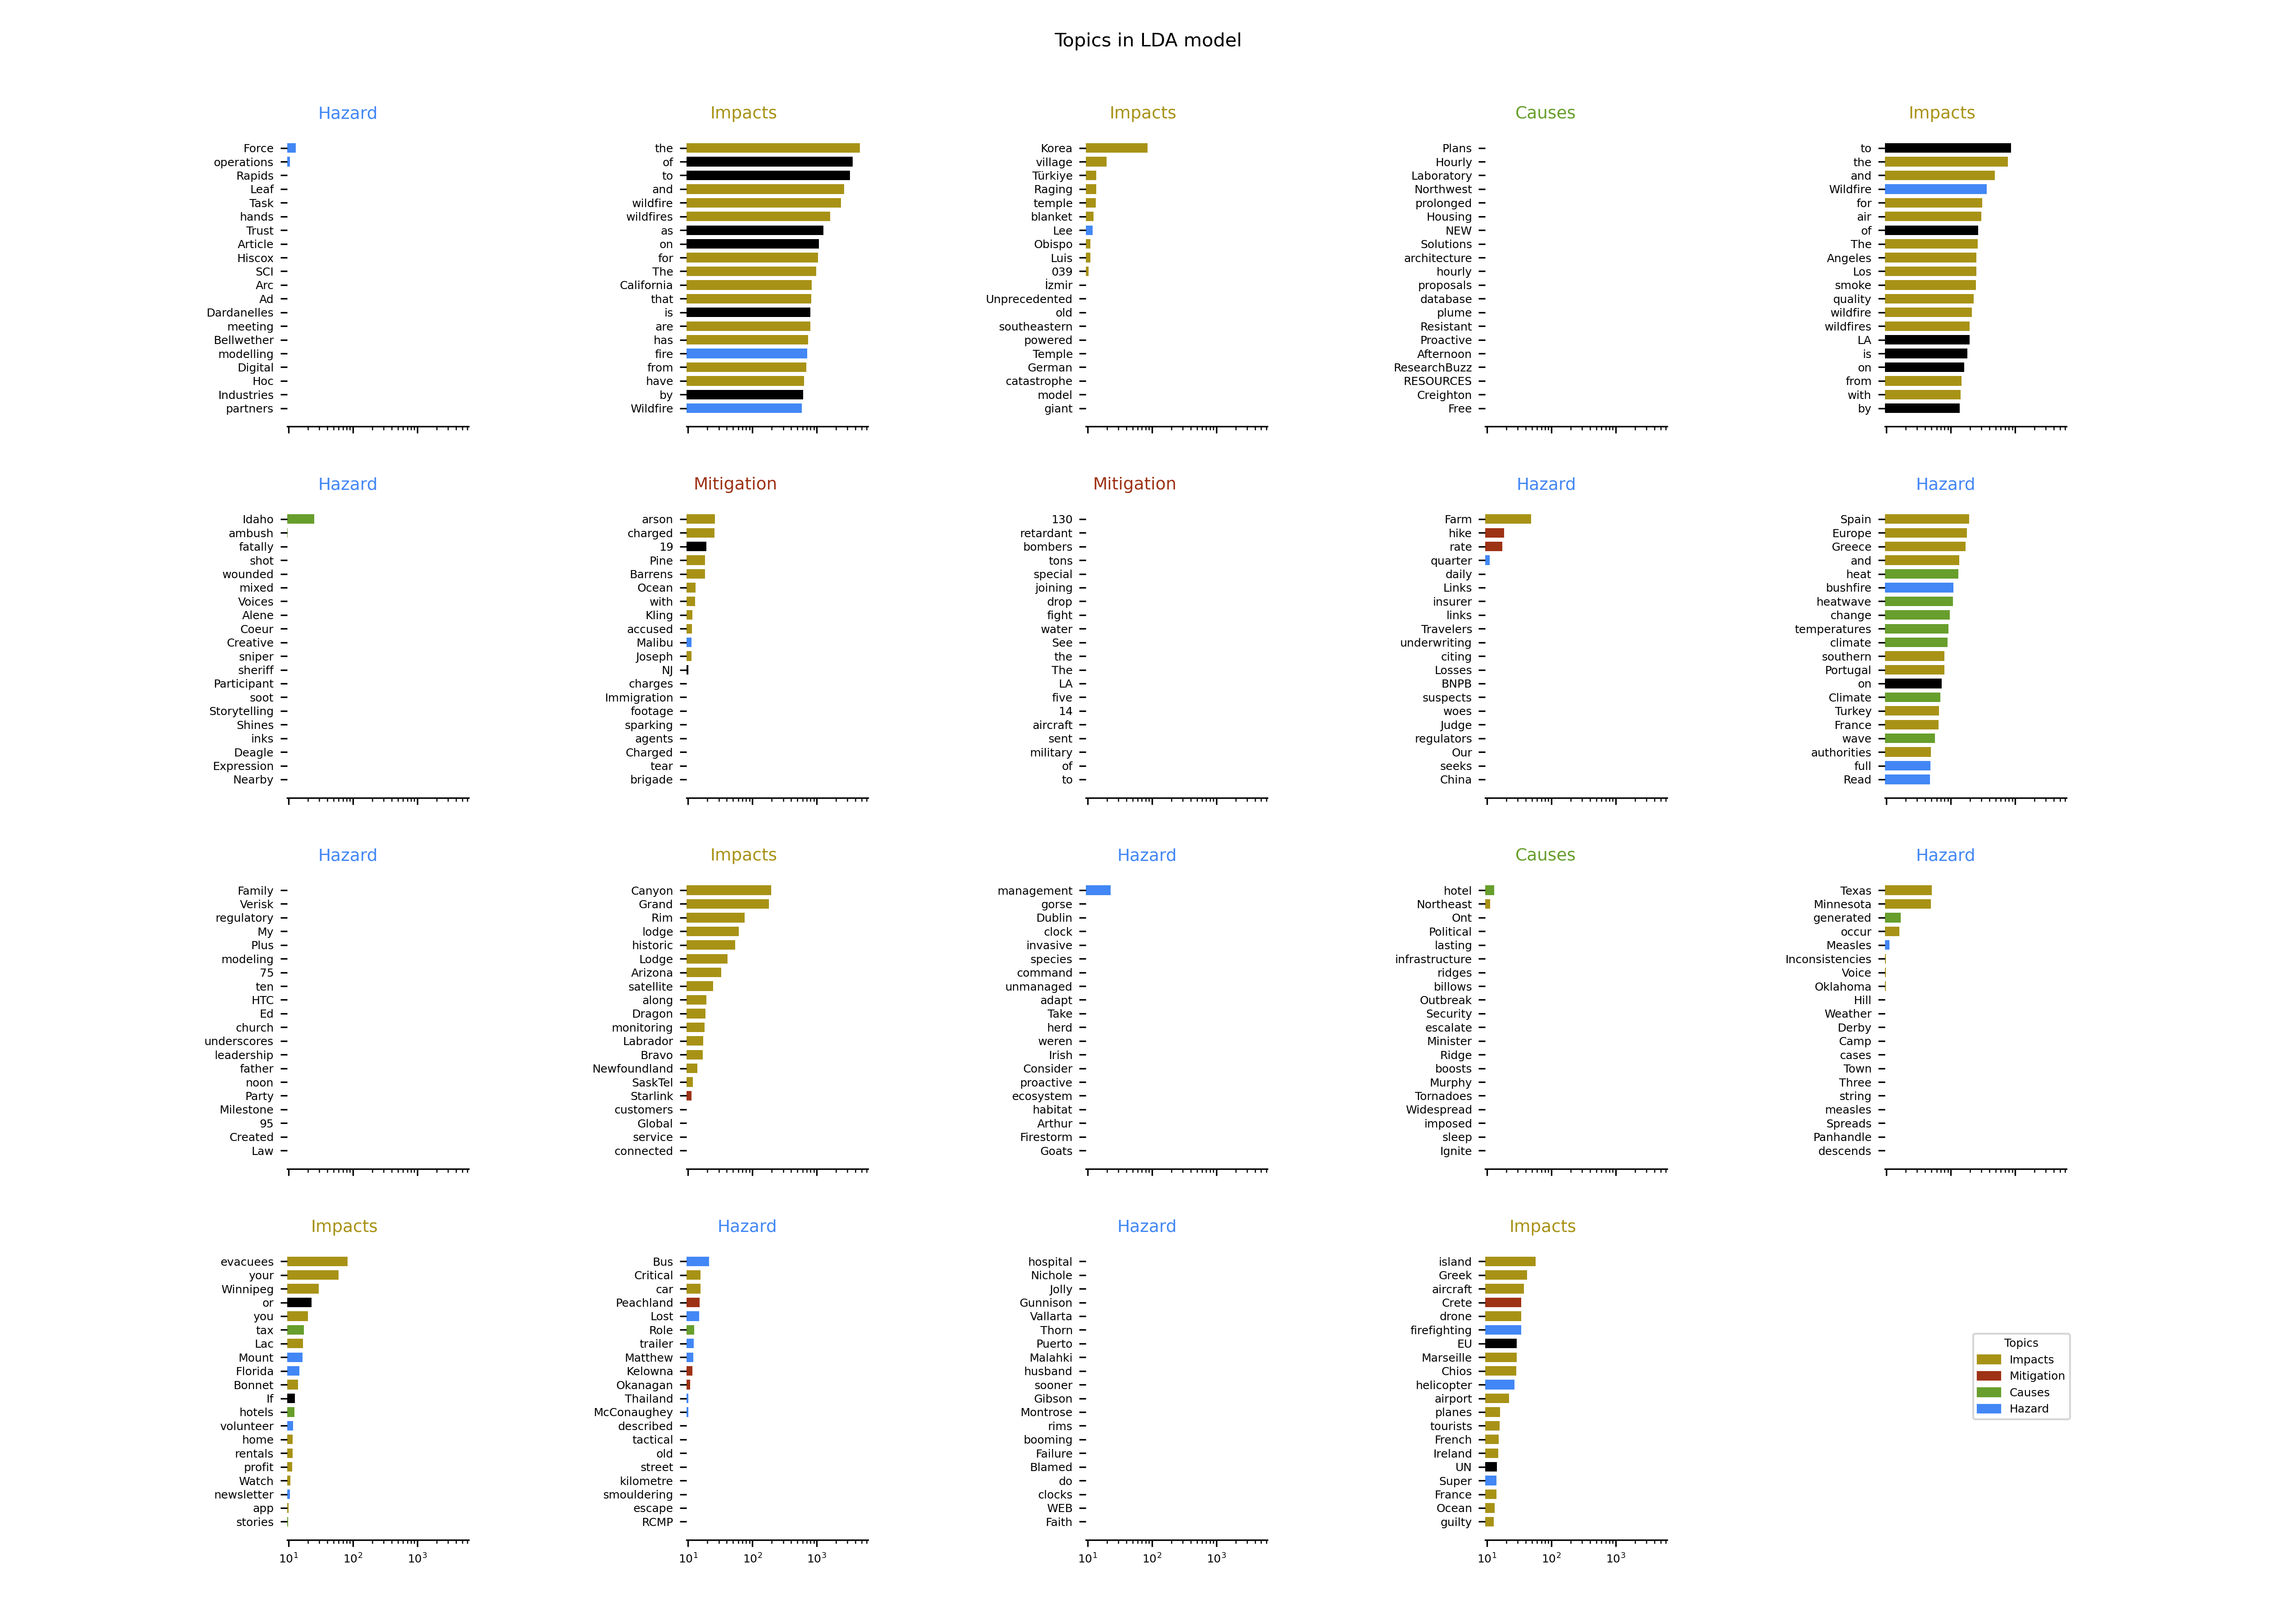 Topics in LDA model
Hazard
Force
operations
Rapids
Leaf
Task
hands
Trust
Article
Hiscox
SCI
Arc
Ad
Dardanelles
meeting
Bellwether
modelling
Digital
Hoc
Industries
partners
Impacts
the
of
to
and
wildfire
wildfires
as
on
for
The
California
that
is
are
has
fire
from
have
by
Wildfire
Impacts
Korea
village
Türkiye
Raging
temple
blanket
Lee
Obispo
Luis
039
İzmir
Unprecedented
old
southeastern
powered
Temple
German
catastrophe
model
giant
Causes
Plans
Hourly
Laboratory
Northwest
prolonged
Housing
NEW
Solutions
architecture
hourly
proposals
database
plume
Resistant
Proactive
Afternoon
ResearchBuzz
RESOURCES
Creighton
Free
Impacts
to
the
and
Wildfire
for
air
of
The
Angeles
Los
smoke
quality
wildfire
wildfires
LA
is
on
from
with
by
Hazard
Idaho
ambush
fatally
shot
wounded
mixed
Voices
Alene
Coeur
Creative
sniper
sheriff
Participant
soot
Storytelling
Shines
inks
Deagle
Expression
Nearby
Mitigation
arson
charged
19
Pine
Barrens
Ocean
with
Kling
accused
Malibu
Joseph
NJ
charges
Immigration
footage
sparking
agents
Charged
tear
brigade
Mitigation
130
retardant
bombers
tons
special
joining
drop
fight
water
See
the
The
LA
five
14
aircraft
sent
military
of
to
Hazard
Farm
hike
rate
quarter
daily
Links
insurer
links
Travelers
underwriting
citing
Losses
BNPB
suspects
woes
Judge
regulators
Our
seeks
China
Hazard
Spain
Europe
Greece
and
heat
bushfire
heatwave
change
temperatures
climate
southern
Portugal
on
Climate
Turkey
France
wave
authorities
full
Read
Hazard
Family
Verisk
regulatory
My
Plus
modeling
75
ten
HTC
Ed
church
underscores
leadership
father
noon
Party
Milestone
95
Created
Law
Impacts
Canyon
Grand
Rim
lodge
historic
Lodge
Arizona
satellite
along
Dragon
monitoring
Labrador
Bravo
Newfoundland
SaskTel
Starlink
customers
Global
service
connected
Hazard
management
gorse
Dublin
clock
invasive
species
command
unmanaged
adapt
Take
herd
weren
Irish
Consider
proactive
ecosystem
habitat
Arthur
Firestorm
Goats
Causes
hotel
Northeast
Ont
Political
lasting
infrastructure
ridges
billows
Outbreak
Security
escalate
Minister
Ridge
boosts
Murphy
Tornadoes
Widespread
imposed
sleep
Ignite
Hazard
Texas
Minnesota
generated
occur
Measles
Inconsistencies
Voice
Oklahoma
Hill
Weather
Derby
Camp
cases
Town
Three
string
measles
Spreads
Panhandle
descends
Impacts
evacuees
your
Winnipeg
or
you
tax
Lac
Mount
Florida
Bonnet
If
hotels
volunteer
home
rentals
profit
Watch
newsletter
app
stories
10¹ 10² 10³
Hazard
Bus
Critical
car
Peachland
Lost
Role
trailer
Matthew
Kelowna
Okanagan
Thailand
McConaughey
described
tactical
old
street
kilometre
smouldering
escape
RCMP
10¹ 10² 10³
Hazard
hospital
Nichole
Jolly
Gunnison
Vallarta
Thorn
Puerto
Malahki
husband
sooner
Gibson
Montrose
rims
booming
Failure
Blamed
do
clocks
WEB
Faith
10¹ 10² 10³
Impacts
island
Greek
aircraft
Crete
drone
firefighting
EU
Marseille
Chios
helicopter
airport
planes
tourists
French
Ireland
UN
Super
France
Ocean
guilty
10¹ 10² 10³
Topics
Impacts
Mitigation
Causes
Hazard